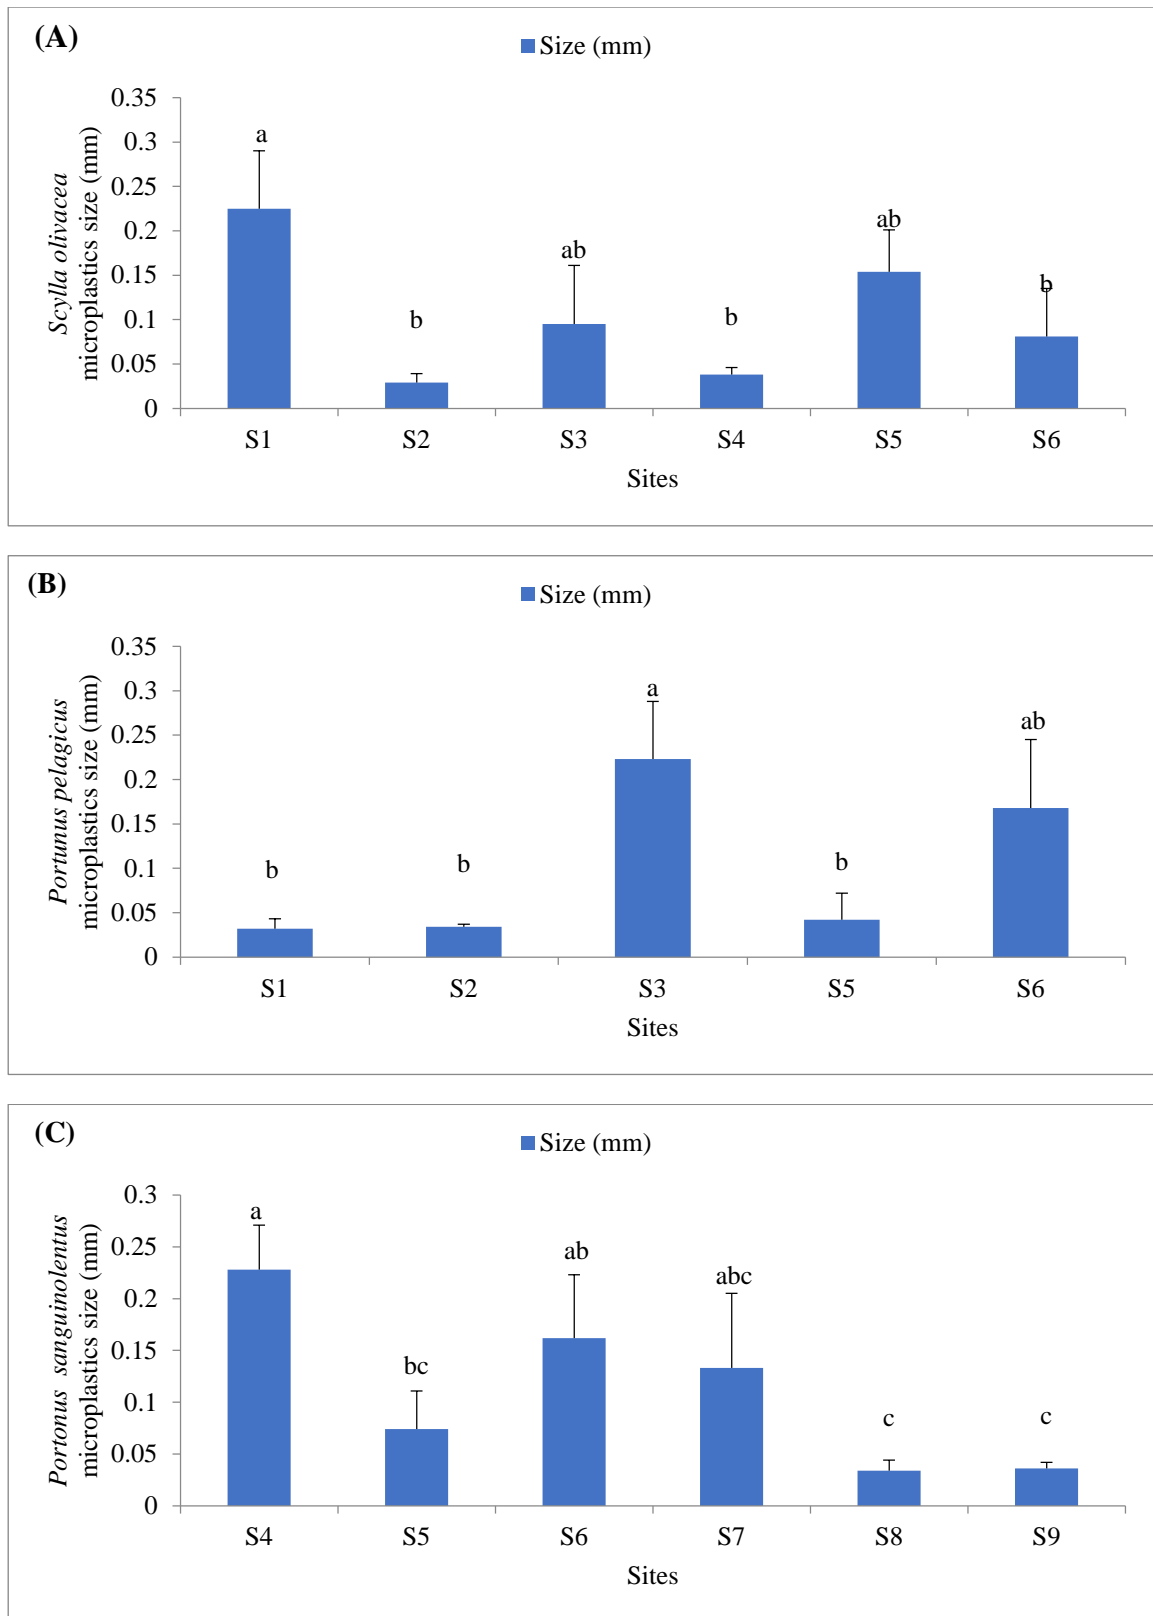 (A)
Size (mm)
Scylla olivacea
microplastics size (mm)
0.35
0.3
0.25
0.2
0.15
0.1
0.05
0
a
b
ab
b
ab
b
S1 S2 S3 S4 S5 S6
Sites
(B)
Size (mm)
Portunus pelagicus
microplastics size (mm)
0.35
0.3
0.25
0.2
0.15
0.1
0.05
0
b
b
a
b
ab
S1 S2 S3 S5 S6
Sites
(C)
Size (mm)
Portonus sanguinolentus
microplastics size (mm)
0.3
0.25
0.2
0.15
0.1
0.05
0
a
bc
ab
abc
c
c
S4 S5 S6 S7 S8 S9
Sites